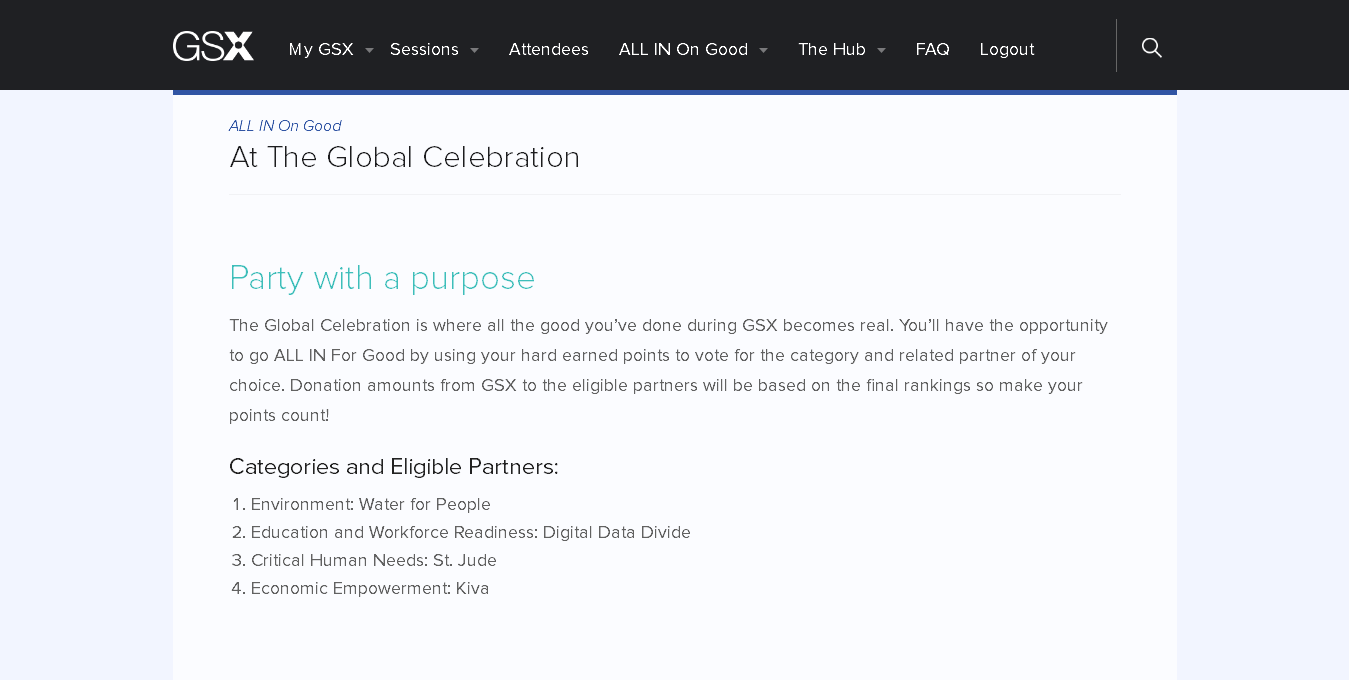 GSX My GSX Sessions Attendees ALL IN On Good The Hub FAQ Logout
ALL IN On Good
At The Global Celebration
Party with a purpose
The Global Celebration is where all the good you’ve done during GSX becomes real. You’ll have the opportunity
to go ALL IN For Good by using your hard earned points to vote for the category and related partner of your
choice. Donation amounts from GSX to the eligible partners will be based on the final rankings so make your
points count!
Categories and Eligible Partners:
1. Environment: Water for People
2. Education and Workforce Readiness: Digital Data Divide
3. Critical Human Needs: St. Jude
4. Economic Empowerment: Kiva